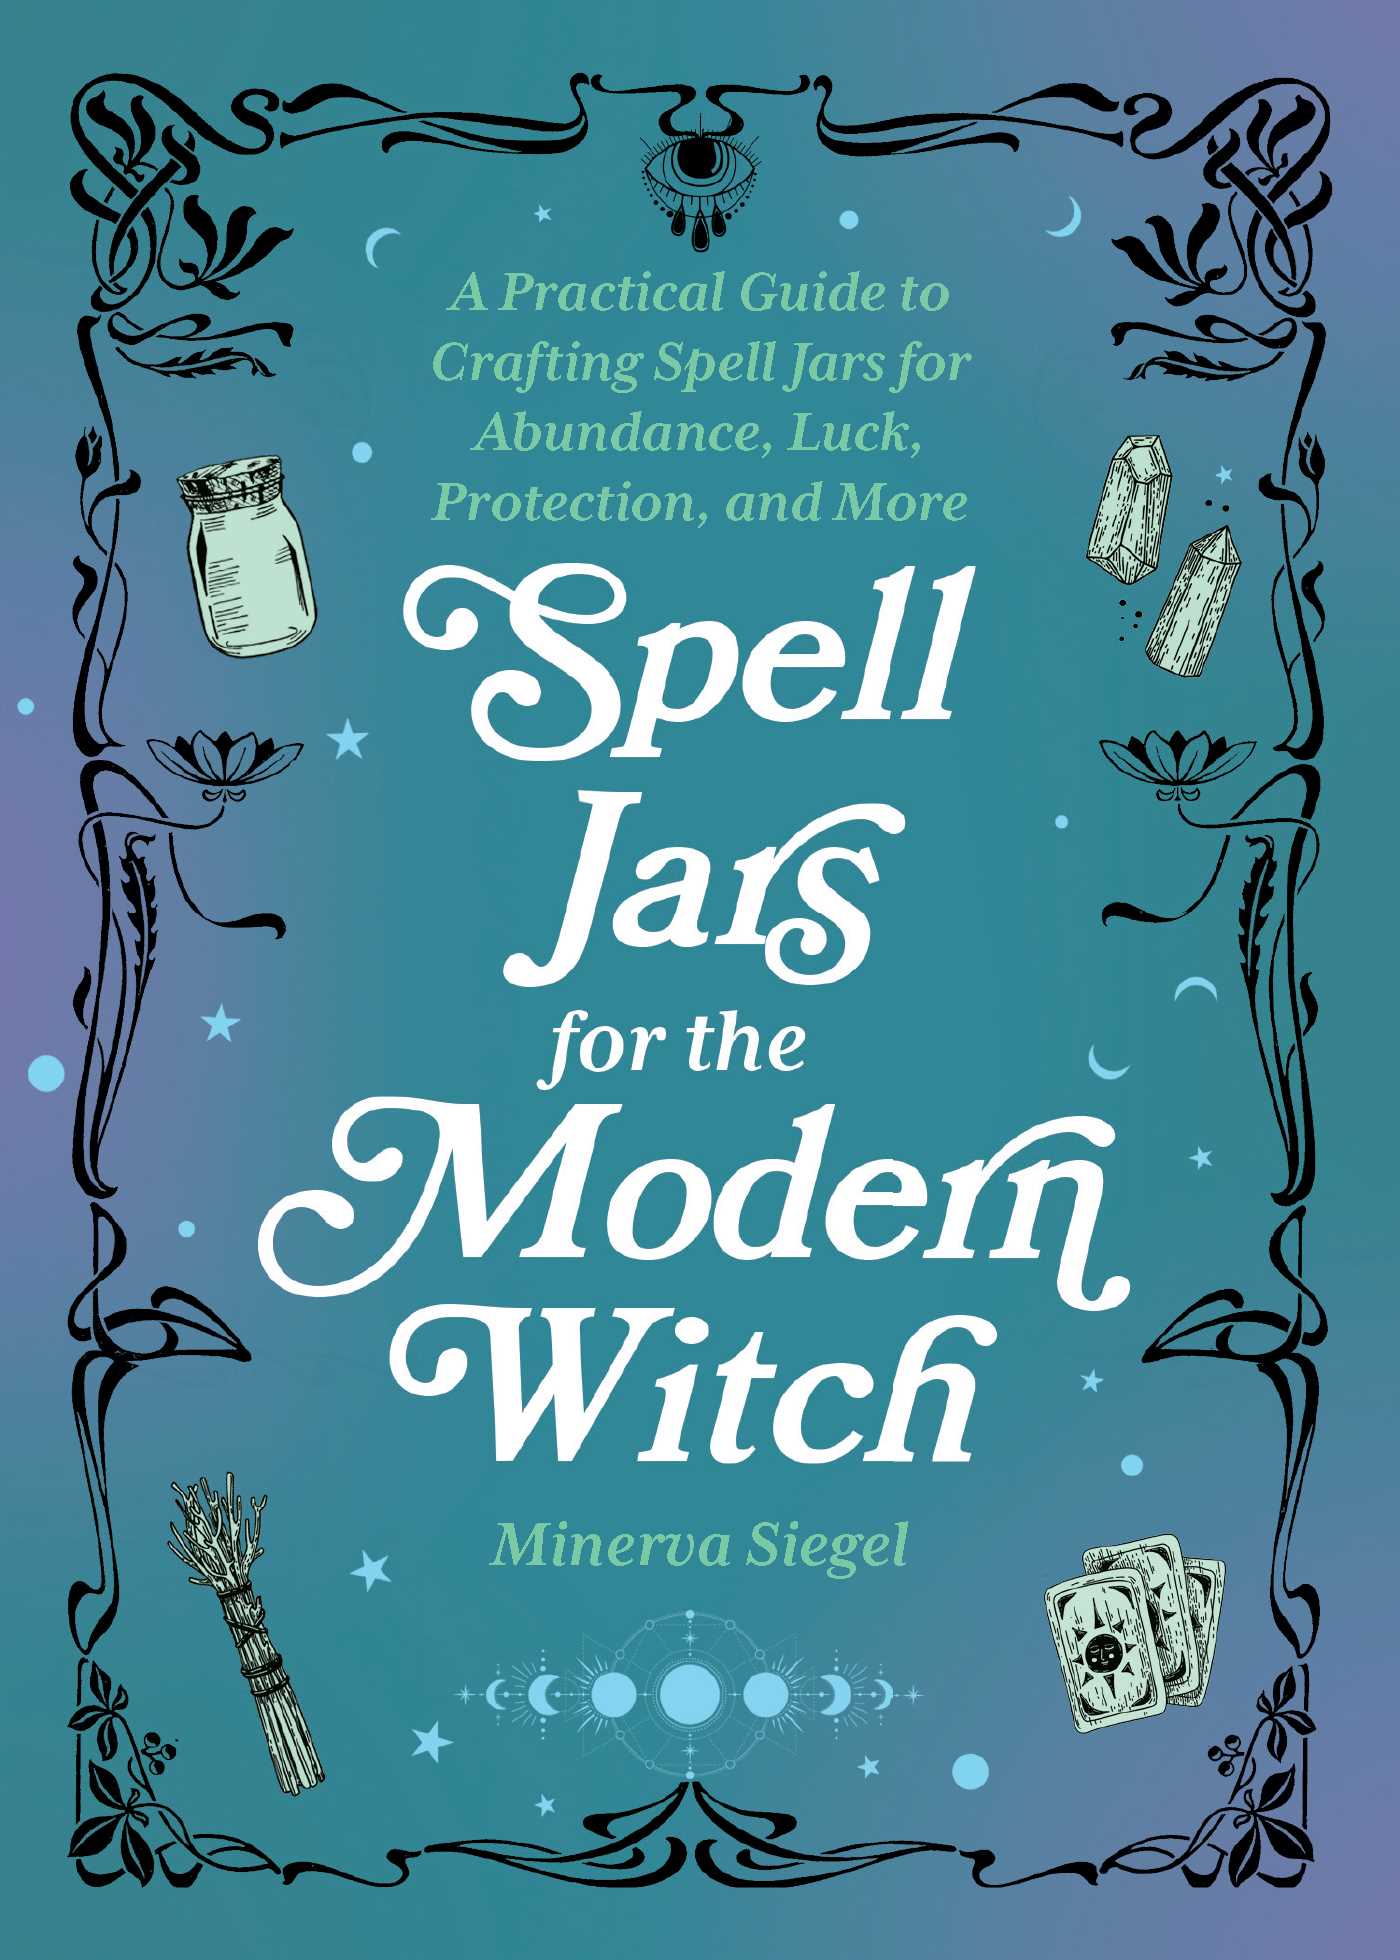 A Practical Guide to
Crafting Spell Jars for
Abundance, Luck,
Protection, and More
Spell
Jars
for the
Modern
Witch
Minerva Siegel